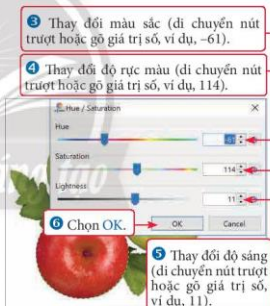 ❸ Thay đổi màu sắc (di chuyển nút
trượt hoặc gõ giá trị số, ví dụ, –61).
❹ Thay đổi độ rực màu (di chuyển nút
trượt hoặc gõ giá trị số, ví dụ, 114).
Hue / Saturation
Hue
-61
Saturation
114
Lightness
11
❻ Chọn OK.
OK
Cancel
❺ Thay đổi độ sáng
(di chuyển nút trượt
hoặc gõ giá trị số,
ví dụ, 11).